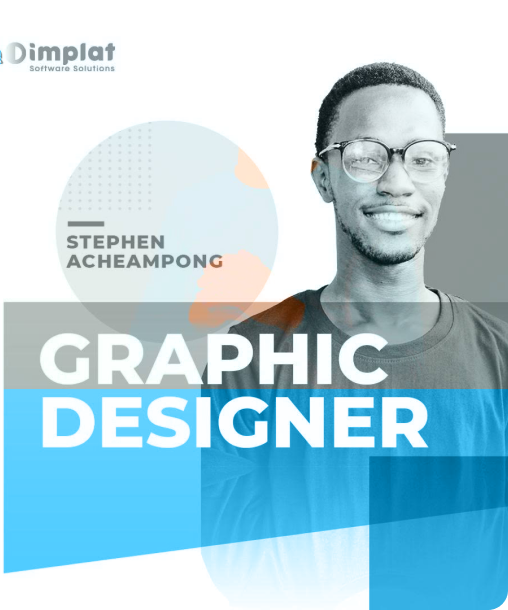 Dimplat
Software Solutions
STEPHEN
ACHEAMPONG
GRAPHIC
DESIGNER